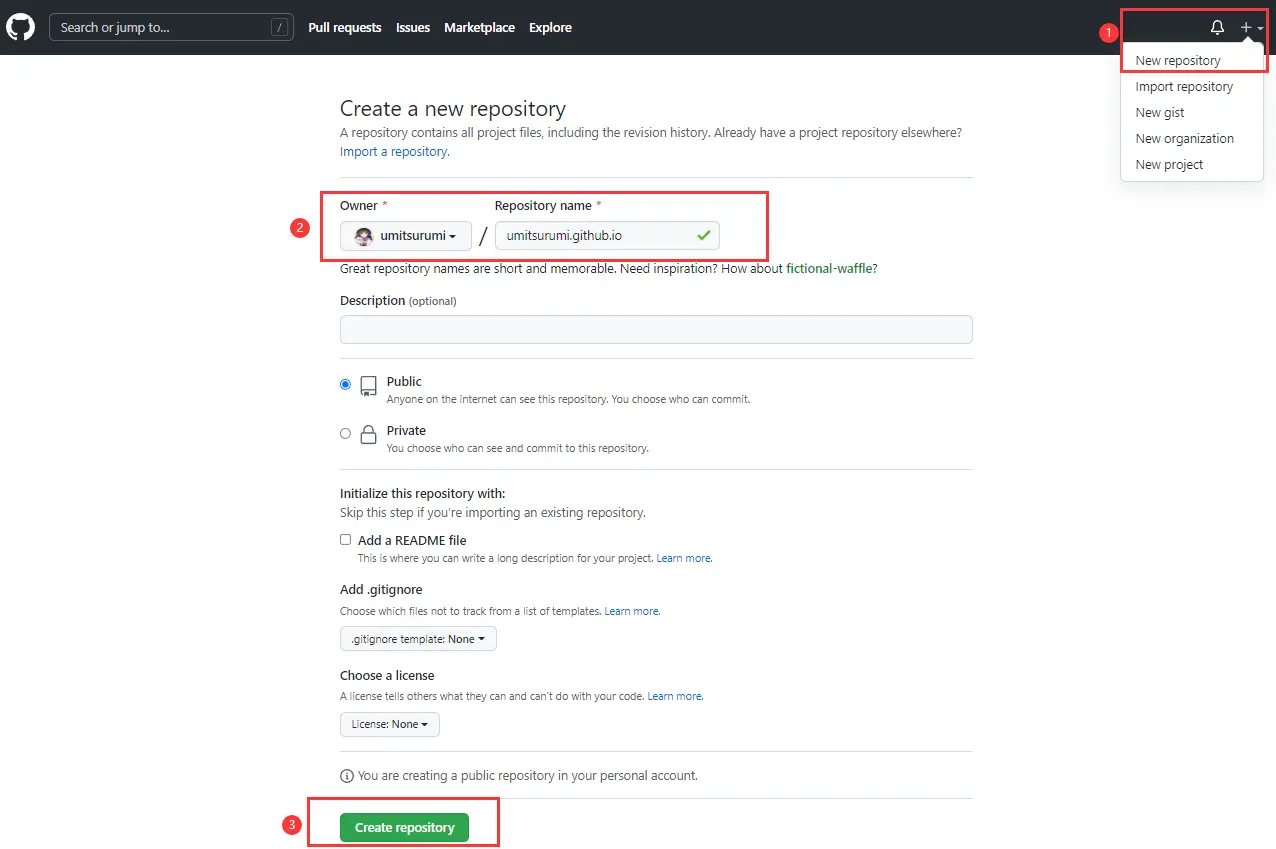 Search or jump to... /
Pull requests Issues Marketplace Explore
1
New repository
Import repository
New gist
New organization
New project
Create a new repository
A repository contains all project files, including the revision history. Already have a project repository elsewhere?
Import a repository.
2
Owner * Repository name *
umitsurumi / umitsurumi.github.io
Great repository names are short and memorable. Need inspiration? How about fictional-waffle?
Description (optional)
Public
Anyone on the internet can see this repository. You choose who can commit.
Private
You choose who can see and commit to this repository.
Initialize this repository with:
Skip this step if you're importing an existing repository.
Add a README file
This is where you can write a long description for your project. Learn more.
Add .gitignore
Choose which files not to track from a list of templates. Learn more.
.gitignore template: None
Choose a license
A license tells others what they can and can't do with your code. Learn more.
License: None
You are creating a public repository in your personal account.
3
Create repository